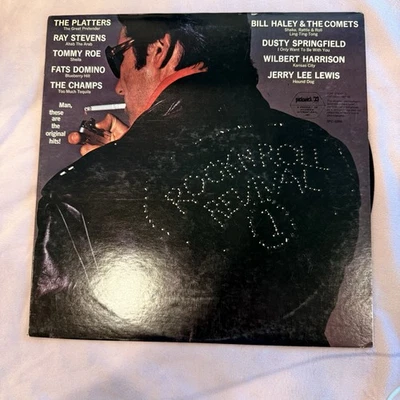 THE PLATTERS
The Great Pretender
RAY STEVENS
Ahab The Arab
TOMMY ROE
Sheila
FATS DOMINO
Blueberry Hill
THE CHAMPS
Too Much Tequila
Man,
these are
the
original
hits!
BILL HALEY & THE COMETS
Shake, Rattle & Roll
Ling Ting Tong
DUSTY SPRINGFIELD
I Only Want To Be With You
WILBERT HARRISON
Kansas City
JERRY LEE LEWIS
Hound Dog
pickwick/33
ROCK N ROLL
REVIVAL